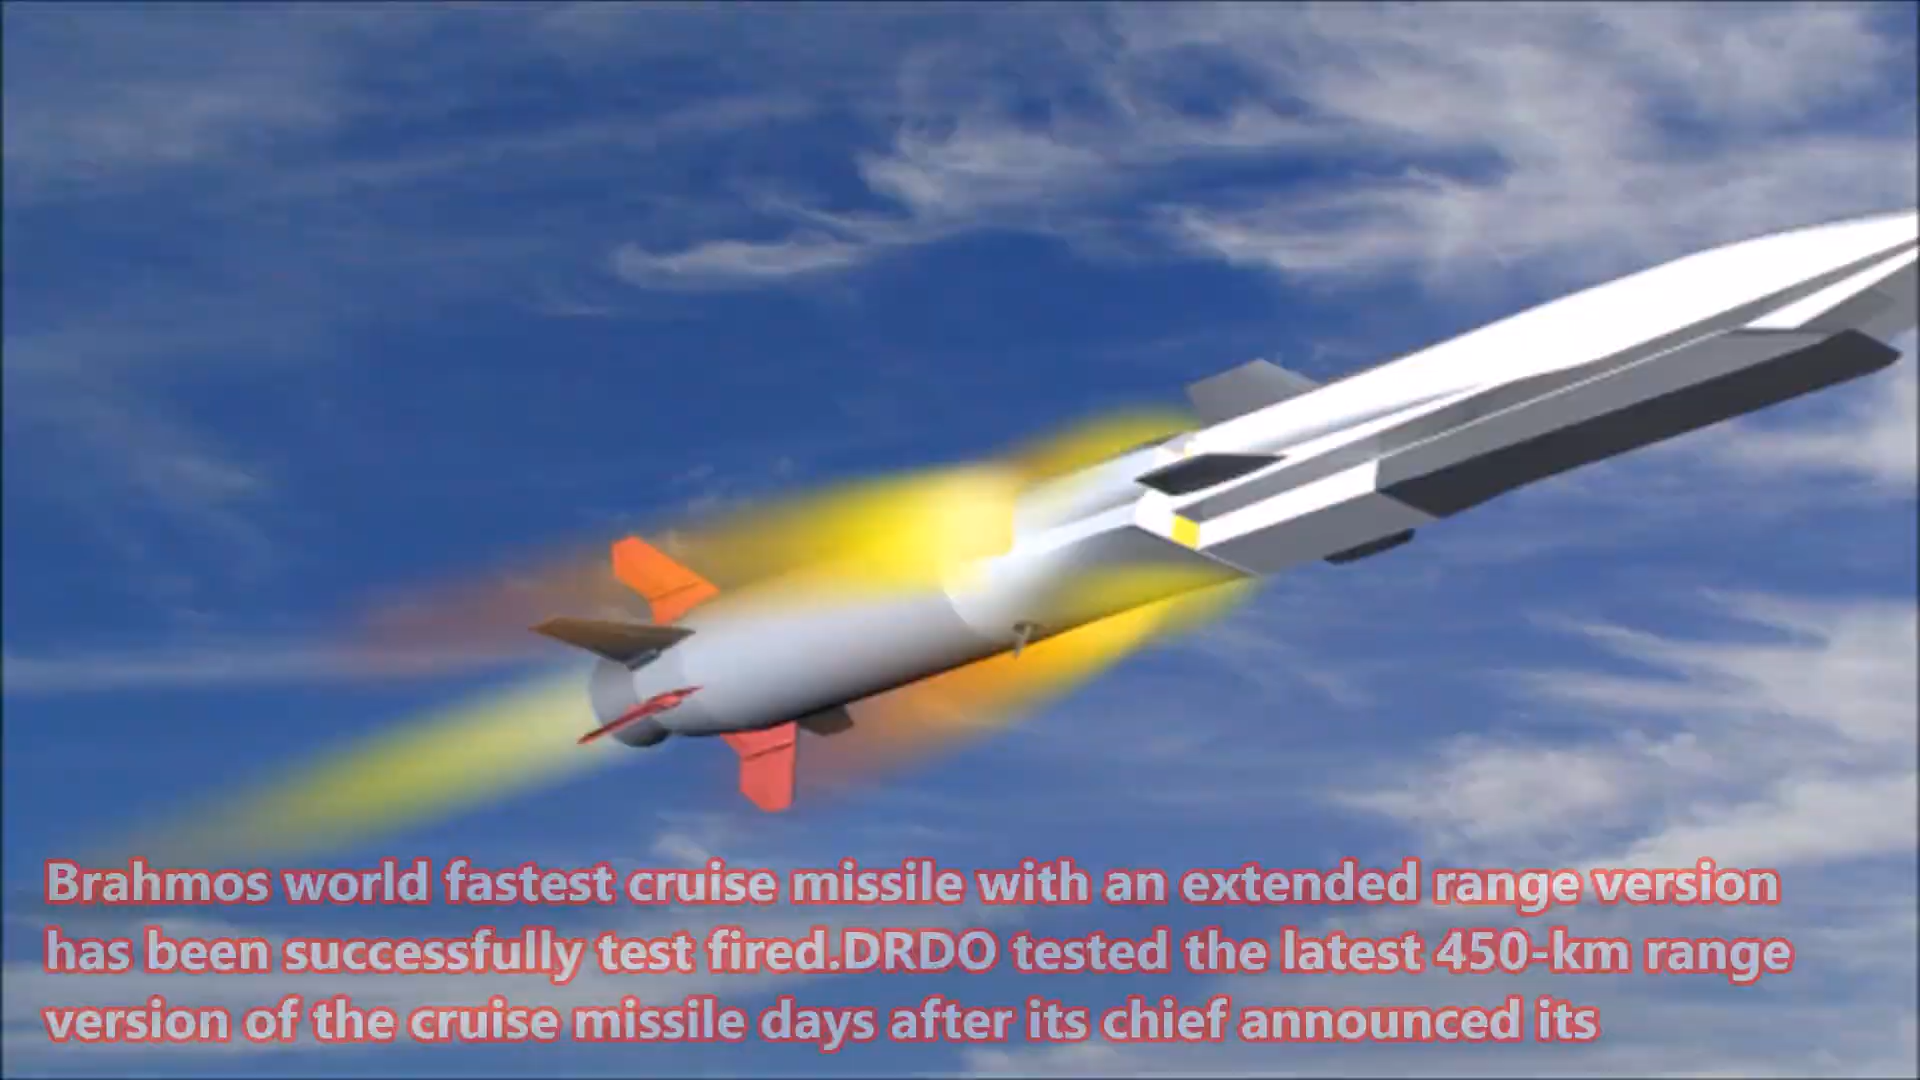 Brahmos world fastest cruise missile with an extended range version
has been successfully test fired.DRDO tested the latest 450-km range
version of the cruise missile days after its chief announced its